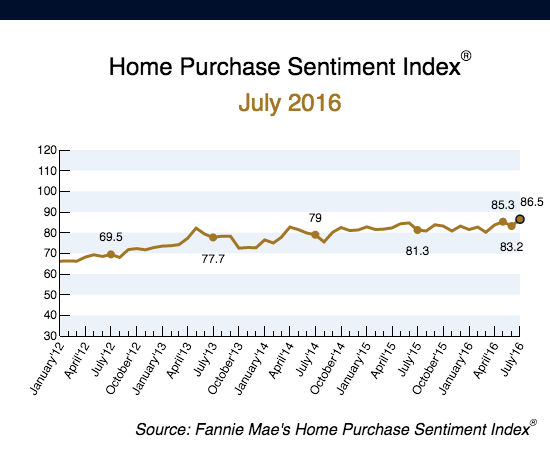 Home Purchase Sentiment Index®
July 2016
120
110
100
90
80
70
60
50
40
30
69.5
77.7
79
81.3
85.3
83.2
86.5
January'12
April'12
July'12
October'12
January'13
April'13
July'13
October'13
January'14
April'14
July'14
October'14
January'15
April'15
July'15
October'15
January'16
April'16
July'16
Source: Fannie Mae's Home Purchase Sentiment Index®